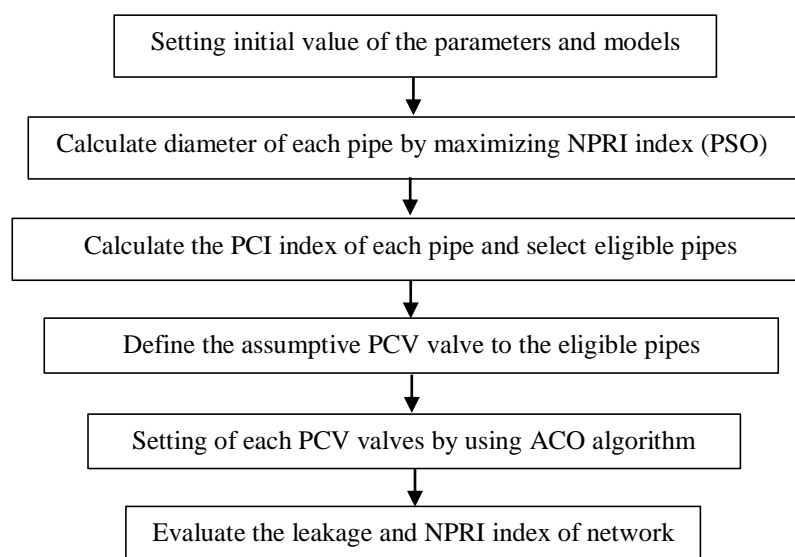 Setting initial value of the parameters and models
Calculate diameter of each pipe by maximizing NPRI index (PSO)
Calculate the PCI index of each pipe and select eligible pipes
Define the assumptive PCV valve to the eligible pipes
Setting of each PCV valves by using ACO algorithm
Evaluate the leakage and NPRI index of network